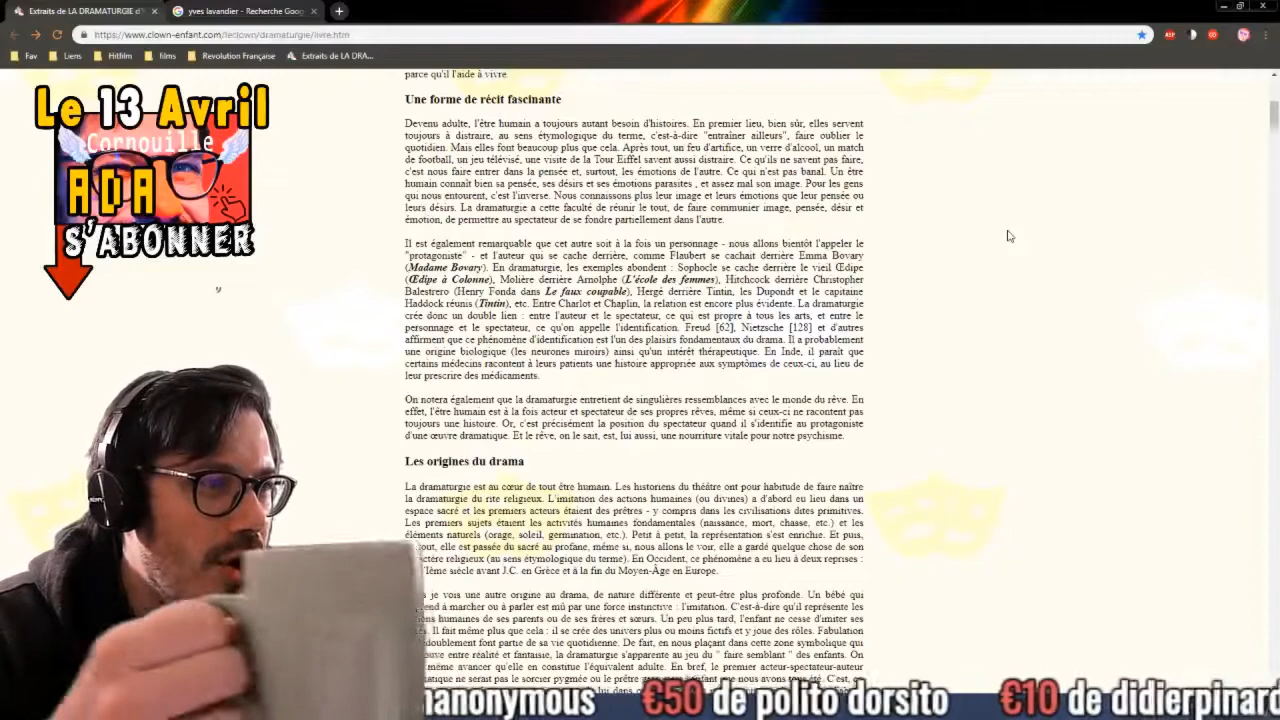 Extraits de LA DRAMATURGIE d'Y
yves lavandier - Recherche Goog
https://www.clown-enfant.com/leclown/dramaturgie/livre.htm
Fav
Liens
Hitfilm
films
Revolution Française
Extraits de LA DRA...
Le 13 Avril
Cornouille
ADA
S'ABONNER
parce qu'il l'aide à vivre
Une forme de récit fascinante
Devenu adulte, l'être humain a toujours autant besoin d'histoires. En premier lieu, bien sûr, elles servent
toujours à distraire, au sens étymologique du terme, c'est-à-dire "entraîner ailleurs", faire oublier le
quotidien. Mais elles font beaucoup plus que cela. Après tout, un feu d'artifice, un verre d'alcool, un match
de football, un jeu télévisé, une visite de la Tour Eiffel savent aussi distraire. Ce qu'ils ne savent pas faire,
c'est nous faire entrer dans la pensée et, surtout, les émotions de l'autre. Ce qui n'est pas banal. Un être
humain connaît bien sa pensée, ses désirs et ses émotions parasites , et assez mal son image. Pour les gens
qui nous entourent, c'est l'inverse. Nous connaissons plus leur image et leurs émotions que leur pensée ou
leurs désirs. La dramaturgie a cette faculté de réunir le tout, de faire communier image, pensée, désir et
émotion, de permettre au spectateur de se fondre partiellement dans l'autre.
Il est également remarquable que cet autre soit à la fois un personnage - nous allons bientôt l'appeler le
"protagoniste" - et l'auteur qui se cache derrière, comme Flaubert se cachait derrière Emma Bovary
(Madame Bovary). En dramaturgie, les exemples abondent : Sophocle se cache derrière le vieil Œdipe
(Œdipe à Colonne), Molière derrière Arnolphe (L'école des femmes), Hitchcock derrière Christopher
Balestrero (Henry Fonda dans Le faux coupable), Hergé derrière Tintin, les Dupondt et le capitaine
Haddock réunis (Tintin), etc. Entre Charlot et Chaplin, la relation est encore plus évidente. La dramaturgie
crée donc un double lien : entre l'auteur et le spectateur, ce qui est propre à tous les arts, et entre le
personnage et le spectateur, ce qu'on appelle l'identification. Freud [62], Nietzsche [128] et d'autres
affirment que ce phénomène d'identification est l'un des plaisirs fondamentaux du drama. Il a probablement
une origine biologique (les neurones miroirs) ainsi qu'un intérêt thérapeutique. En Inde, il paraît que
certains médecins racontent à leurs patients une histoire appropriée aux symptômes de ceux-ci, au lieu de
leur prescrire des médicaments.
On notera également que la dramaturgie entretient de singulières ressemblances avec le monde du rêve. En
effet, l'être humain est à la fois acteur et spectateur de ses propres rêves, même si ceux-ci ne racontent pas
toujours une histoire. Or, c'est précisément la position du spectateur quand il s'identifie au protagoniste
d'une œuvre dramatique. Et le rêve, on le sait, est, lui aussi, une nourriture vitale pour notre psychisme.
Les origines du drama
La dramaturgie est au cœur de tout être humain. Les historiens du théâtre ont pour habitude de faire naître
la dramaturgie du rite religieux. L'imitation des actions humaines (ou divines) a d'abord eu lieu dans un
espace sacré et les premiers acteurs étaient des prêtres - y compris dans les civilisations dites primitives.
Les premiers sujets étaient les activités humaines fondamentales (naissance, mort, chasse, etc.) et les
éléments naturels (orage, soleil, germination, etc.). Petit à petit, la représentation s'est enrichie. Et puis,
out, elle est passée du sacré au profane, même si, nous allons le voir, elle a gardé quelque chose de son
ctère religieux (au sens étymologique du terme). En Occident, ce phénomène a eu lieu à deux reprises :
Ième siècle avant J.C. en Grèce et à la fin du Moyen-Âge en Europe.
je vois une autre origine au drama, de nature différente et peut-être plus profonde. Un bébé qui
end à marcher ou à parler est mû par une force instinctive : l'imitation. C'est-à-dire qu'il représente les
ons humaines de ses parents ou de ses frères et sœurs. Un peu plus tard, l'enfant ne cesse d'imiter ses
Il fait même plus que cela : il se crée des univers plus ou moins fictifs et y joue des rôles. Fabulation
édoublement font partie de sa vie quotidienne. De fait, en nous plaçant dans cette zone symbolique qui
uve entre réalité et fantaisie, la dramaturgie s'apparente au jeu du " faire semblant " des enfants. On
même avancer qu'elle en constitue l'équivalent adulte. En bref, le premier acteur-spectateur-auteur
atique ne serait pas le sorcier pygmée ou le prêtre grec mais l'enfant que nous avons tous été. C'est, ce
anonymous €50 de polito dorsito €10 de didierpinard